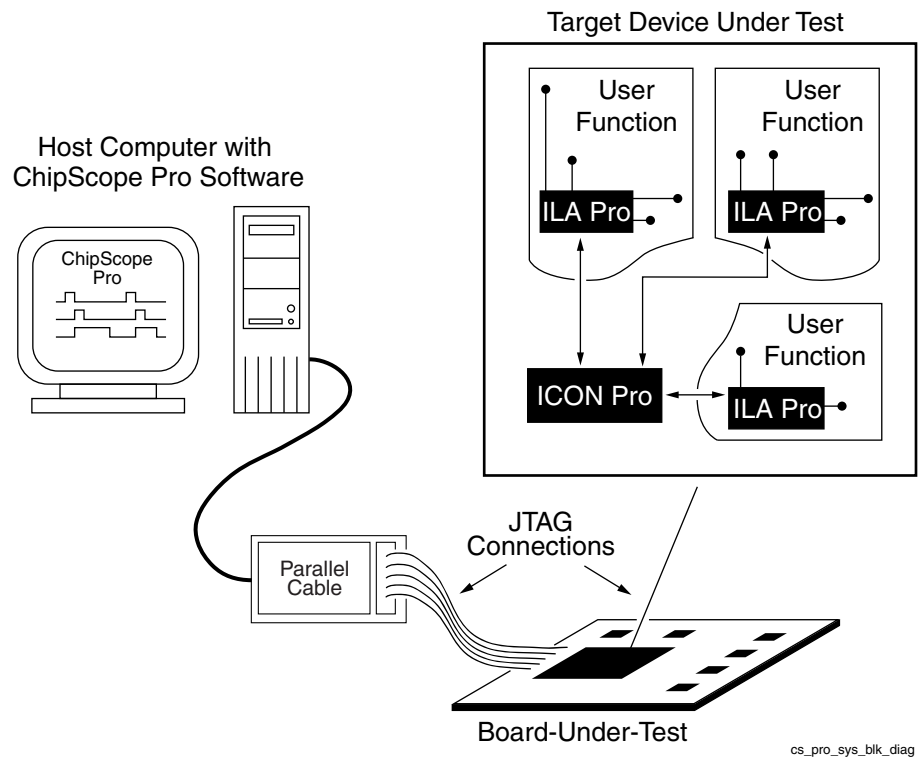 Target Device Under Test
User
Function
ILA Pro
User
Function
ILA Pro
Host Computer with
ChipScope Pro Software
ChipScope
Pro
User
Function
ILA Pro
ICON Pro
JTAG
Connections
Parallel
Cable
Board-Under-Test
cs_pro_sys_blk_diag